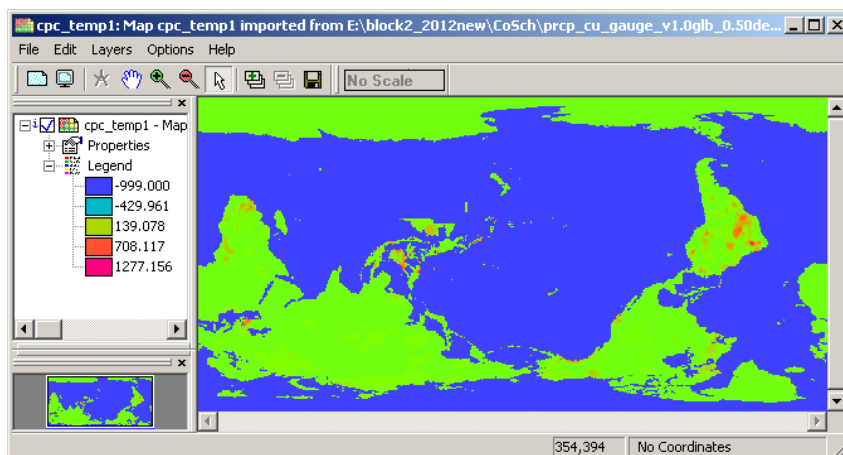 cpc_temp1: Map cpc_temp1 imported from E:\block2_2012new\CoSch\prcp_cu_gauge_v1.0glb_0.50de...
File Edit Layers Options Help
No Scale
i cpc_temp1 - Map
Properties
Legend
-999.000
-429.961
139.078
708.117
1277.156
354,394 No Coordinates